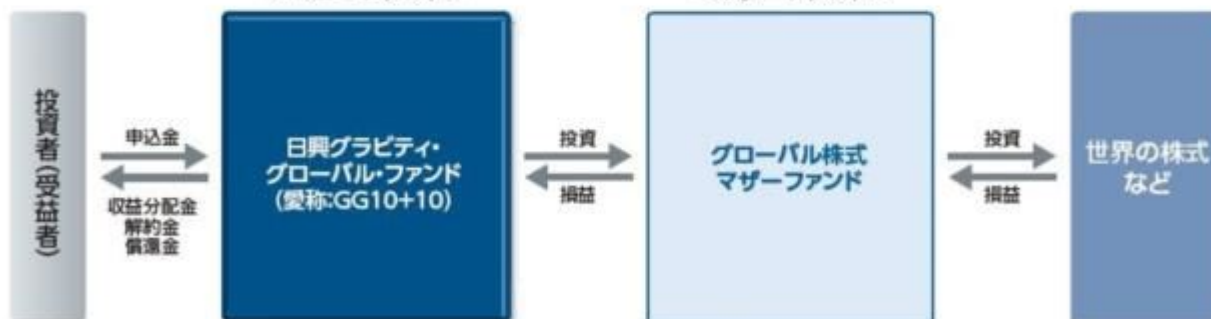 投資者(受益者)
申込金
収益分配金
解約金
償還金
日興グラビティ・
グローバル・ファンド
(愛称:GG10+10)
投資
損益
グローバル株式
マザーファンド
投資
損益
世界の株式
など